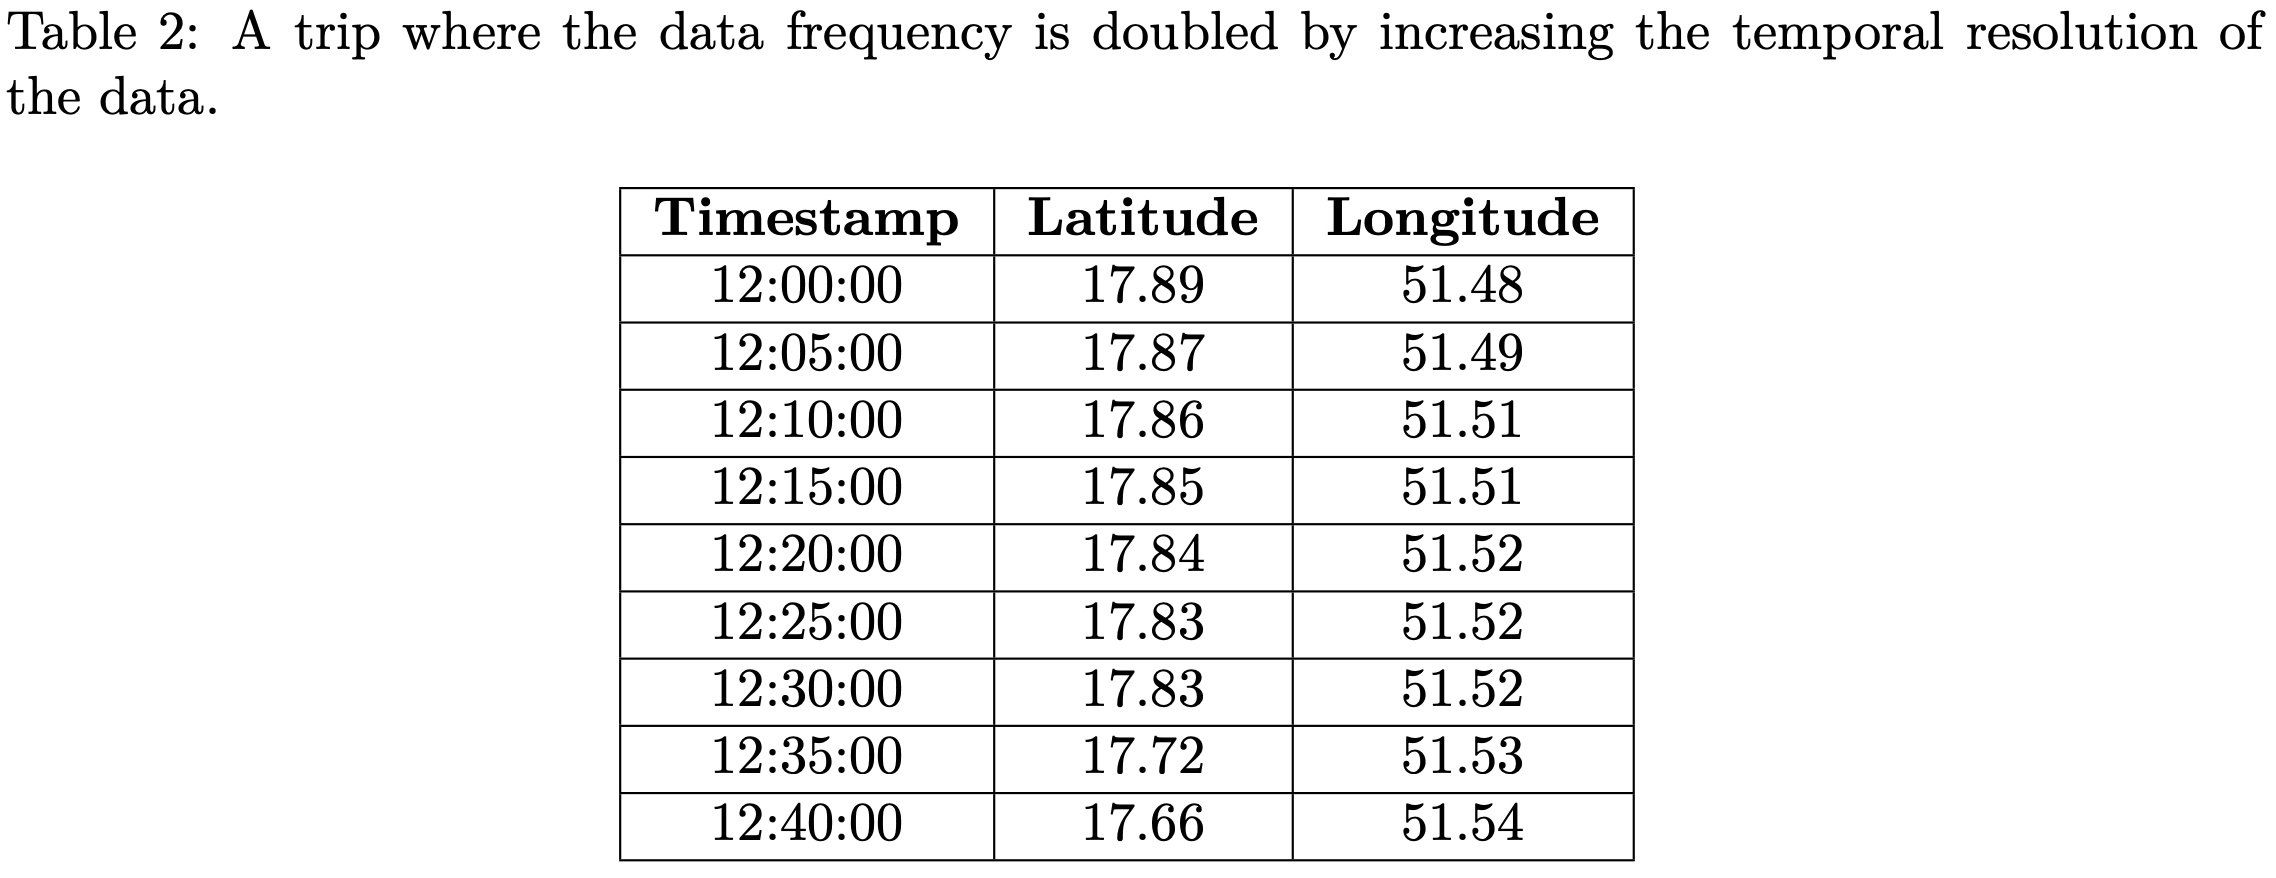 Table 2: A trip where the data frequency is doubled by increasing the temporal resolution of
the data.
Timestamp Latitude Longitude
12:00:00 17.89 51.48
12:05:00 17.87 51.49
12:10:00 17.86 51.51
12:15:00 17.85 51.51
12:20:00 17.84 51.52
12:25:00 17.83 51.52
12:30:00 17.83 51.52
12:35:00 17.72 51.53
12:40:00 17.66 51.54